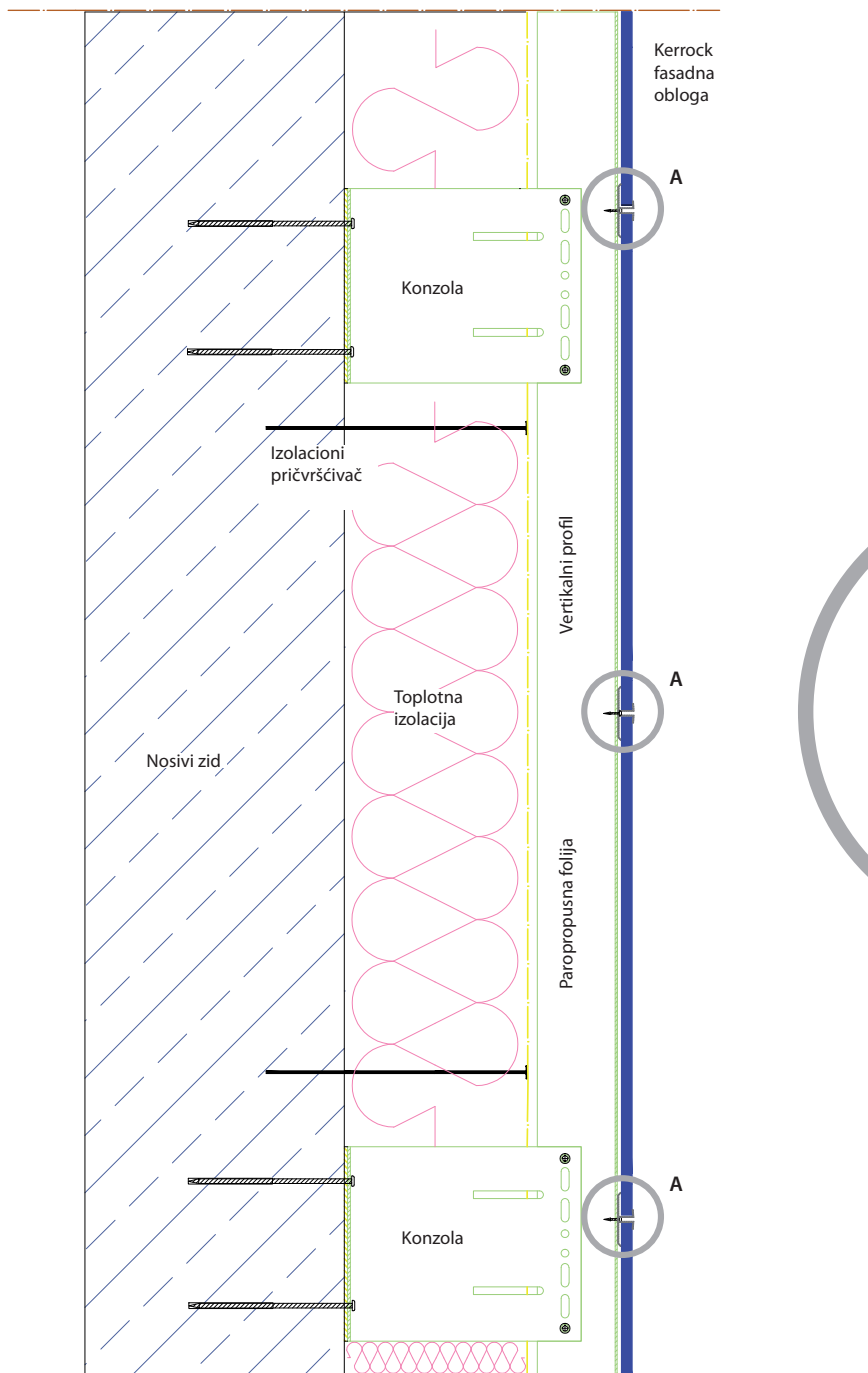 Kerrock
fasadna
obloga
A
Konzola
Izolacioni
pričvršćivač
Vertikalni profil
A
Toplotna
izolacija
Nosivi zid
Paropropusna folija
A
Konzola